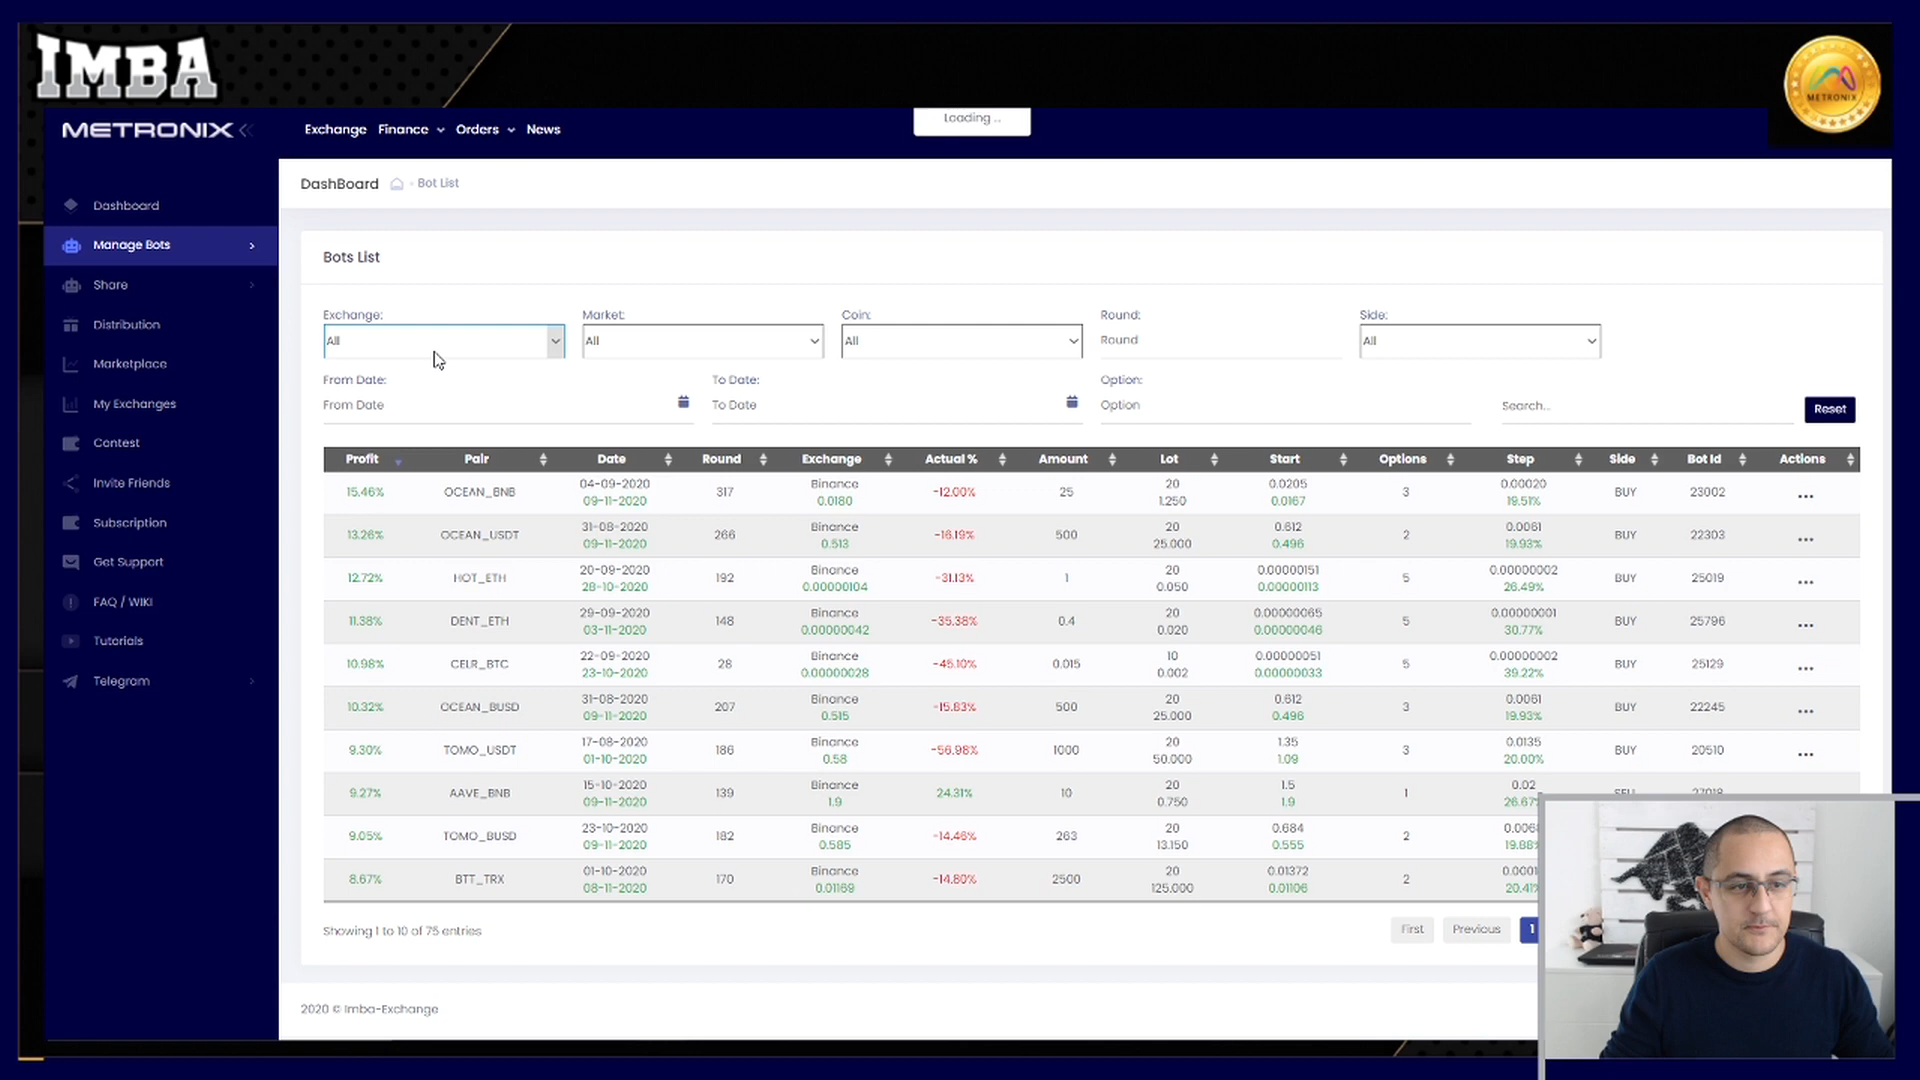 IMBA
METRONIX
METRONIX
Exchange Finance Orders News
Loading ..
DashBoard - Bot List
Dashboard
Manage Bots
Share
Distribution
Marketplace
My Exchanges
Contest
Invite Friends
Subscription
Get Support
FAQ / WIKI
Tutorials
Telegram
Bots List
Exchange: Market: Coin: Round: Side:
All All All Round All
From Date: To Date: Option:
From Date To Date Option Search... Reset
Profit Pair Date Round Exchange Actual % Amount Lot Start Options Step Side Bot Id Actions
04-09-2020 Binance 20 0.0205 0.00020
15.46% OCEAN_BNB 317 -12.00% 25 3 BUY 23002 ...
09-11-2020 0.0180 1.250 0.0167 19.51%
31-08-2020 Binance 20 0.612 0.0061
13.26% OCEAN_USDT 266 -16.19% 500 2 BUY 22303 ...
09-11-2020 0.513 25.000 0.496 19.93%
20-09-2020 Binance 20 0.00000151 0.00000002
12.72% HOT_ETH 192 -31.13% 1 5 BUY 25019 ...
28-10-2020 0.00000104 0.050 0.00000113 26.49%
29-09-2020 Binance 20 0.00000065 0.00000001
11.38% DENT_ETH 148 -35.38% 0.4 5 BUY 25796 ...
03-11-2020 0.00000042 0.020 0.00000046 30.77%
22-09-2020 Binance 10 0.00000051 0.00000002
10.98% CELR_BTC 28 -45.10% 0.015 5 BUY 25129 ...
23-10-2020 0.00000028 0.002 0.00000033 39.22%
31-08-2020 Binance 20 0.612 0.0061
10.32% OCEAN_BUSD 207 -15.83% 500 3 BUY 22245 ...
09-11-2020 0.515 25.000 0.496 19.93%
17-08-2020 Binance 20 1.35 0.0135
9.30% TOMO_USDT 186 -56.98% 1000 3 BUY 20510 ...
01-10-2020 0.58 50.000 1.09 20.00%
15-10-2020 Binance 20 1.5 0.02
9.27% AAVE_BNB 139 24.31% 10 1
09-11-2020 1.9 0.750 1.9 26.67
23-10-2020 Binance 20 0.684 0.006
9.05% TOMO_BUSD 182 -14.46% 263 2
09-11-2020 0.585 13.150 0.555 19.88
01-10-2020 Binance 20 0.01372 0.0001
8.67% BTT_TRX 170 -14.80% 2500 2
08-11-2020 0.01169 125.000 0.01106 20.41
Showing 1 to 10 of 75 entries First Previous 1
2020 © Imba-Exchange